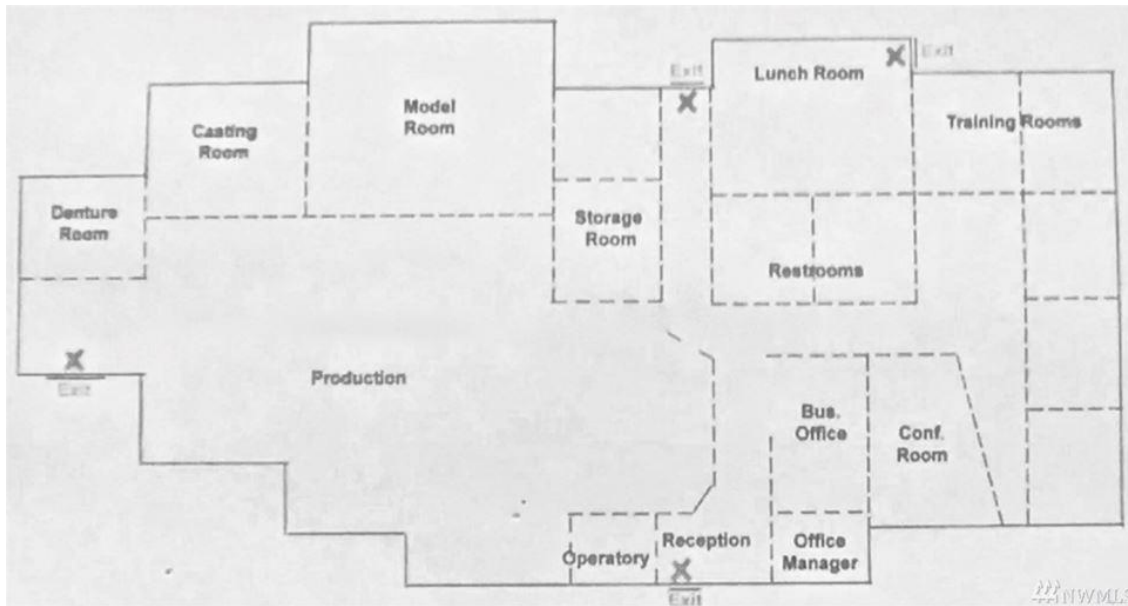 Exit
Exit
Lunch Room
Model
Room
Casting
Room
Training Rooms
Denture
Room
Storage
Room
Restrooms
Production
Exit
Bus.
Office
Conf.
Room
Operatory
Reception
Office
Manager
Exit
NWMLS